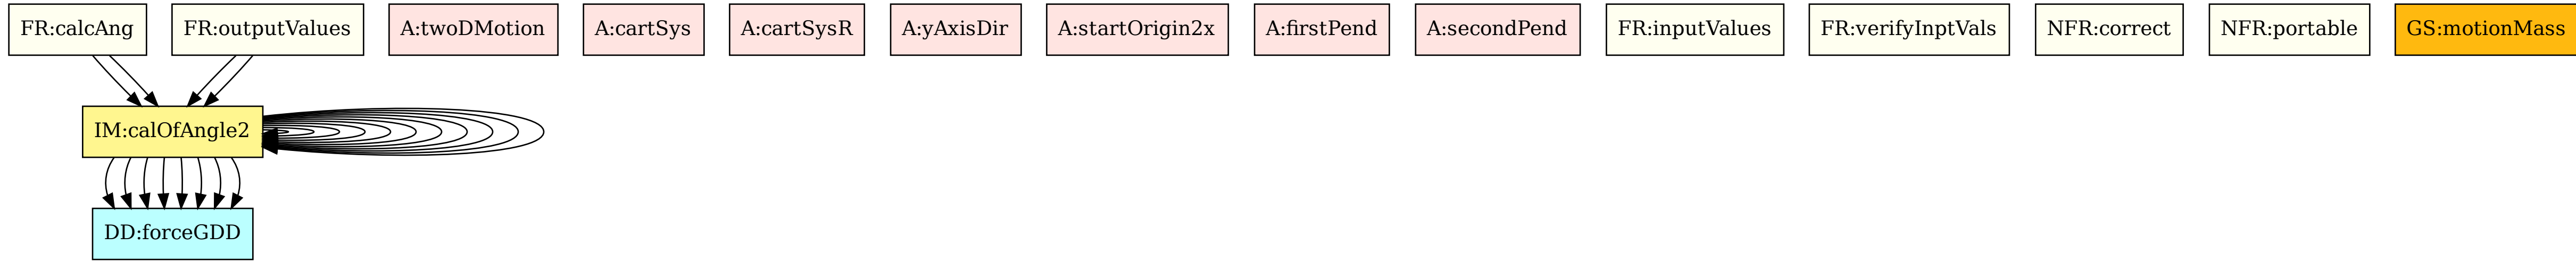 FR:calcAng
FR:outputValues
A:twoDMotion
A:cartSys
A:cartSysR
A:yAxisDir
A:startOrigin2x
A:firstPend
A:secondPend
FR:inputValues
FR:verifyInptVals
NFR:correct
NFR:portable
GS:motionMass
IM:calOfAngle2
DD:forceGDD